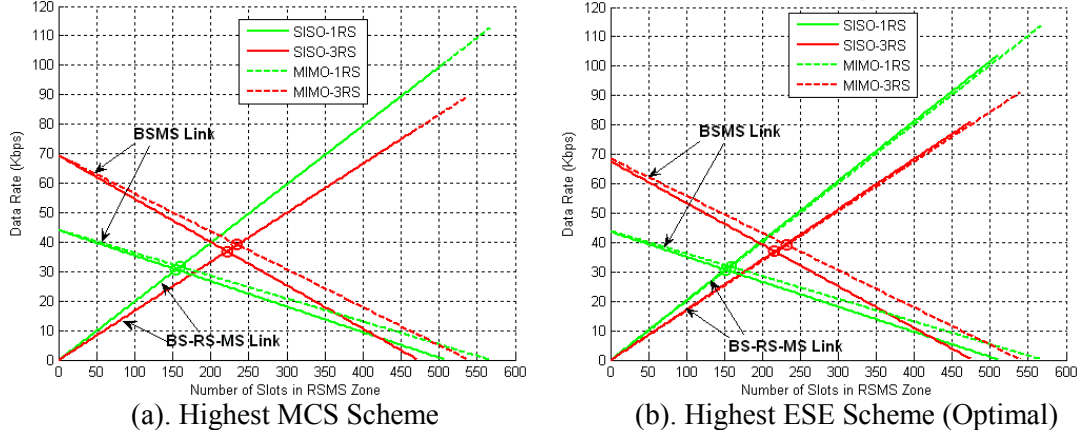 120
110
100
90
80
70
60
50
40
30
20
10
0
Data Rate (Kbps)
SISO-1RS
SISO-3RS
MIMO-1RS
MIMO-3RS
BSMS Link
BS-RS-MS Link
0 50 100 150 200 250 300 350 400 450 500 550 600
Number of Slots in RSMS Zone
(a). Highest MCS Scheme
120
110
100
90
80
70
60
50
40
30
20
10
0
Data Rate (Kbps)
SISO-1RS
SISO-3RS
MIMO-1RS
MIMO-3RS
BSMS Link
BS-RS-MS Link
0 50 100 150 200 250 300 350 400 450 500 550 600
Number of Slots in RSMS Zone
(b). Highest ESE Scheme (Optimal)